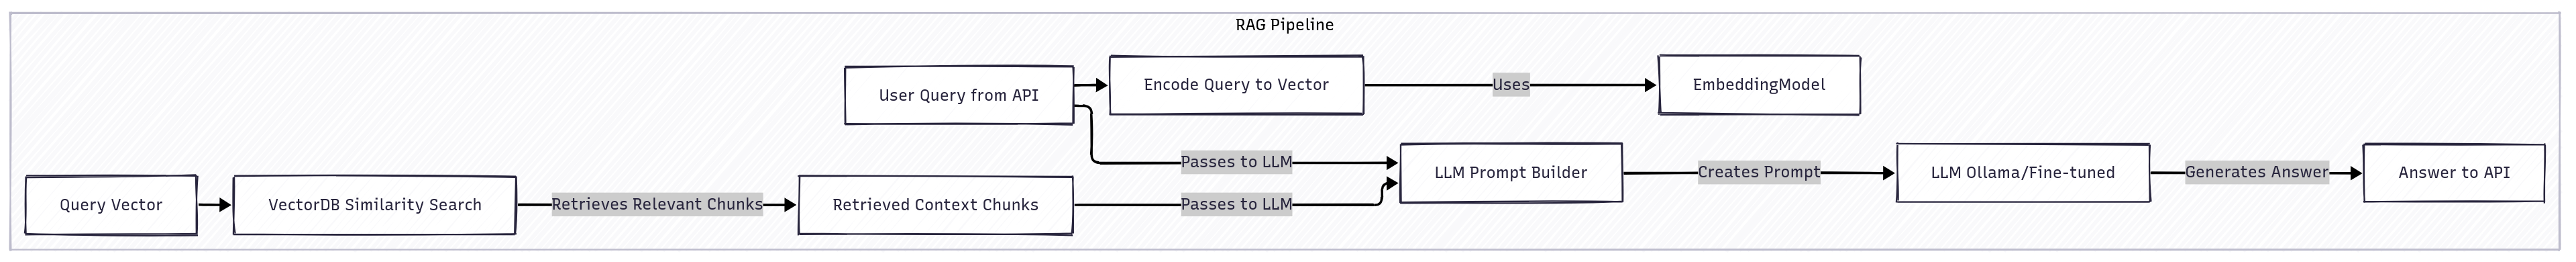 RAG Pipeline
User Query from API
Encode Query to Vector
Uses
EmbeddingModel
Passes to LLM
Query Vector
VectorDB Similarity Search
Retrieves Relevant Chunks
Retrieved Context Chunks
Passes to LLM
LLM Prompt Builder
Creates Prompt
LLM Ollama/Fine-tuned
Generates Answer
Answer to API